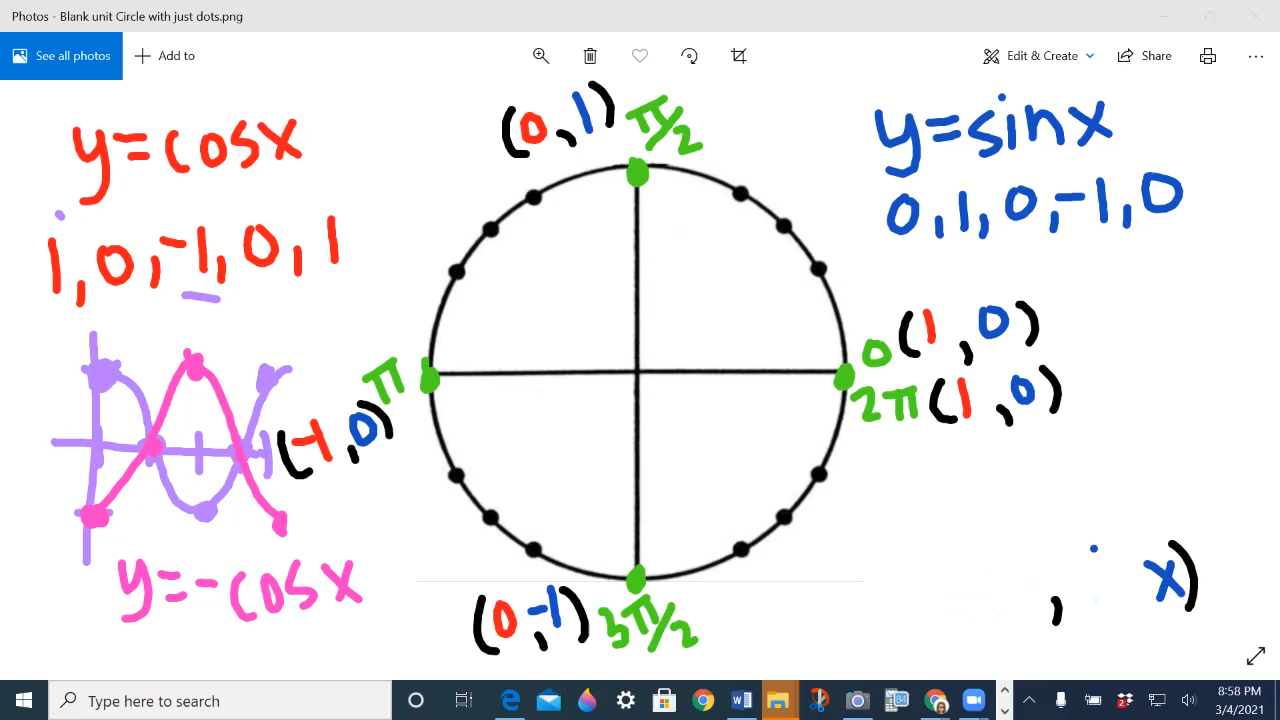 Photos - Blank unit Circle with just dots.png
See all photos
Add to
Edit & Create
Share
y=cosx
1,0,-1,0,1
y=-cosx
(0,1) π/2
π
(-1,0)
0 (1,0)
2π (1,0)
(0,-1) 3π/2
y=sinx
0,1,0,-1,0
, x)
Type here to search
2
8:58 PM
3/4/2021